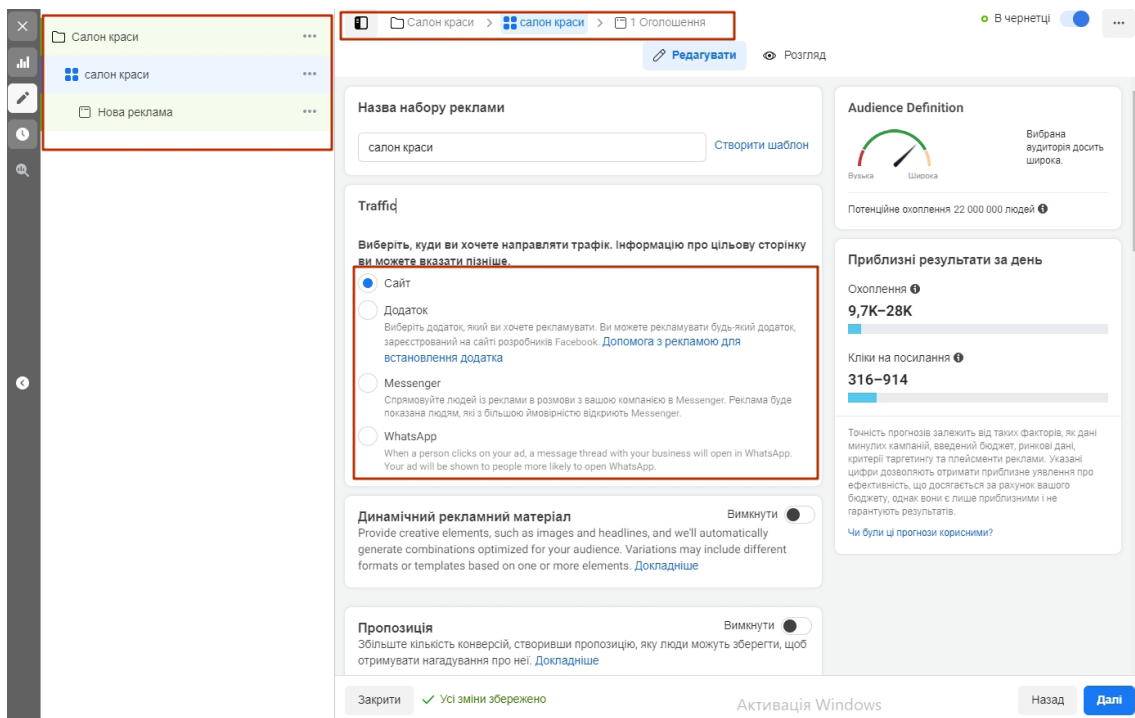 Салон краси
салон краси
Нова реклама
Салон краси > салон краси > 1 Оголошення
В чернетці
Редагувати
Розгляд
Назва набору реклами
салон краси
Створити шаблон
Traffic
Виберіть, куди ви хочете направляти трафік. Інформацію про цільову сторінку
ви можете вказати пізніше.
Сайт
Додаток
Виберіть додаток, який ви хочете рекламувати. Ви можете рекламувати будь-який додаток,
зареєстрований на сайті розробників Facebook. Допомога з рекламою для
встановлення додатка
Messenger
Спрямовуйте людей із реклами в розмови з вашою компанією в Messenger. Реклама буде
показана людям, які з більшою ймовірністю відкриють Messenger.
WhatsApp
When a person clicks on your ad, a message thread with your business will open in WhatsApp.
Your ad will be shown to people more likely to open WhatsApp.
Динамічний рекламний матеріал
Вимкнути
Provide creative elements, such as images and headlines, and we'll automatically
generate combinations optimized for your audience. Variations may include different
formats or templates based on one or more elements. Докладніше
Пропозиція
Вимкнути
Збільште кількість конверсій, створивши пропозицію, яку люди можуть зберегти, щоб
отримувати нагадування про неї. Докладніше
Audience Definition
Вибрана
аудиторія досить
широка.
Вузька
Широка
Потенційне охоплення 22 000 000 людей
Приблизні результати за день
Охоплення
9,7K–28K
Кліки на посилання
316–914
Точність прогнозів залежить від таких факторів, як дані
минулих кампаній, введений бюджет, ринкові дані,
критерії таргетингу та плейсменти реклами. Указані
цифри дозволяють отримати приблизне уявлення про
ефективність, що досягається за рахунок вашого
бюджету, однак вони є лише приблизними і не
гарантують результатів.
Чи були ці прогнози корисними?
Закрити
Усі зміни збережено
Активація Windows
Назад
Далі